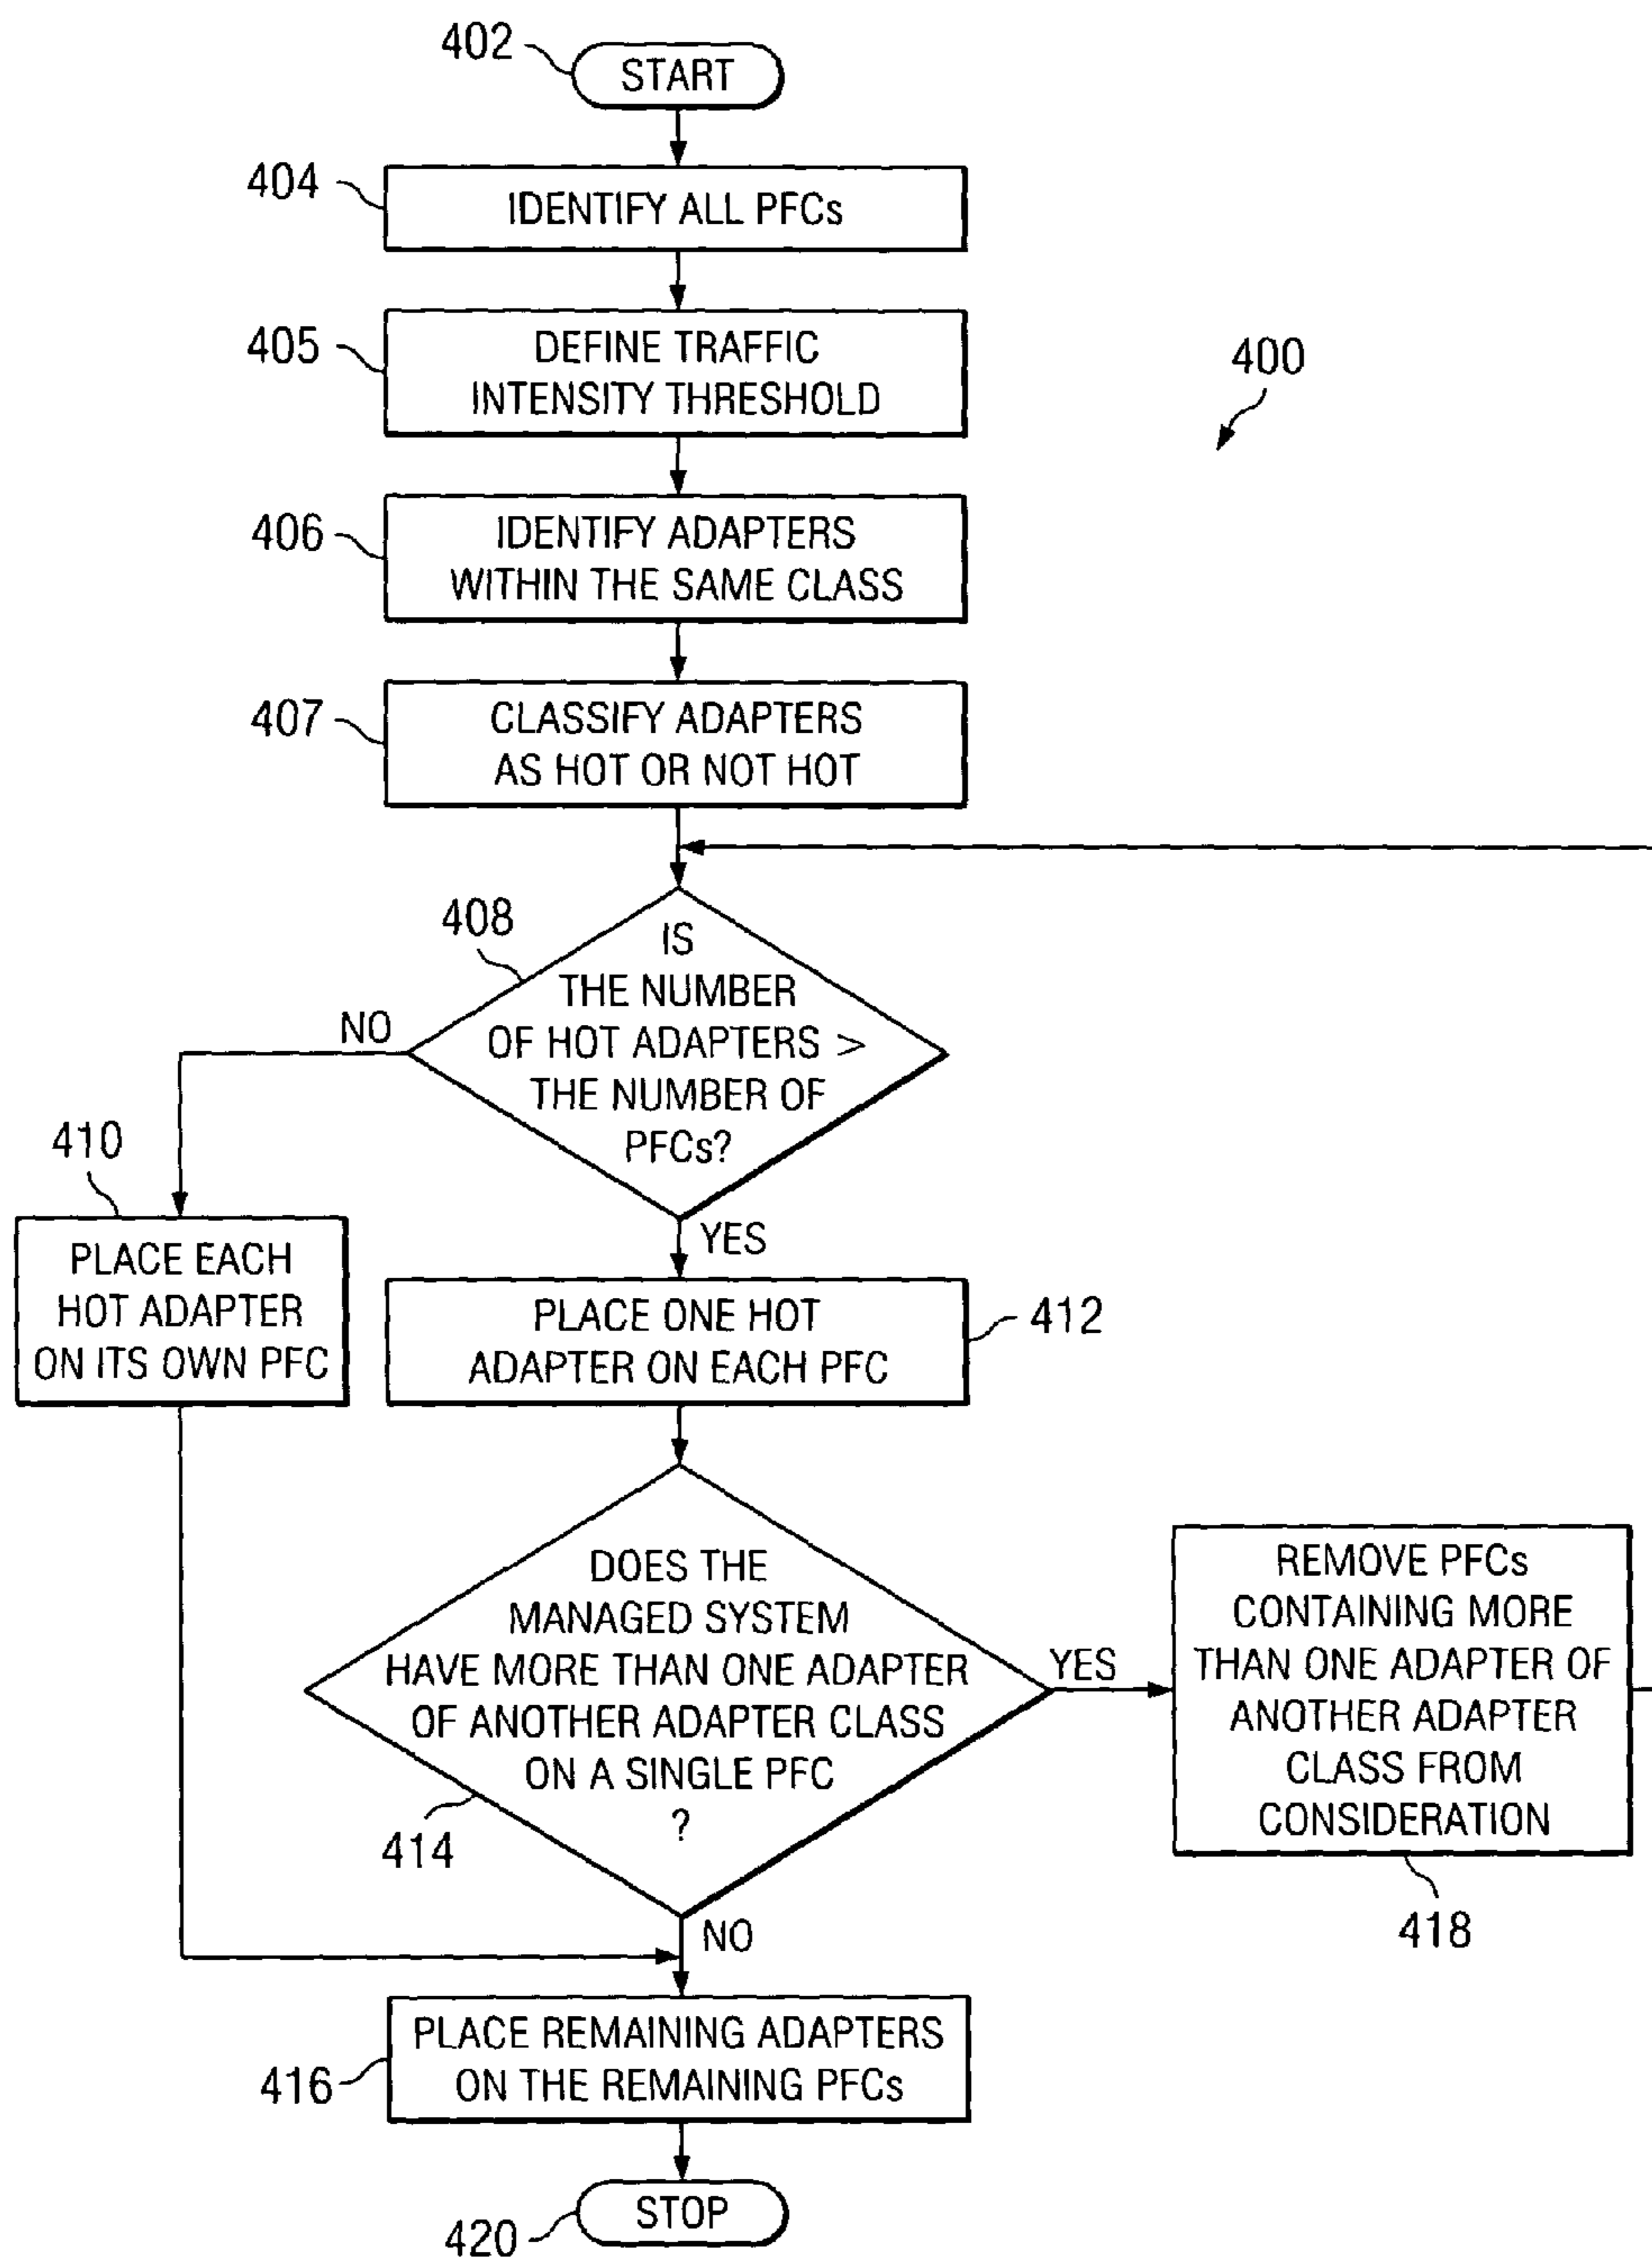 402
START
404
IDENTIFY ALL PFCs
405
DEFINE TRAFFIC
INTENSITY THRESHOLD
400
406
IDENTIFY ADAPTERS
WITHIN THE SAME CLASS
407
CLASSIFY ADAPTERS
AS HOT OR NOT HOT
408
IS
THE NUMBER
OF HOT ADAPTERS >
THE NUMBER OF
PFCs?
NO
YES
410
PLACE EACH
HOT ADAPTER
ON ITS OWN PFC
PLACE ONE HOT
ADAPTER ON EACH PFC
412
DOES THE
MANAGED SYSTEM
HAVE MORE THAN ONE ADAPTER
OF ANOTHER ADAPTER CLASS
ON A SINGLE PFC
?
414
YES
NO
REMOVE PFCs
CONTAINING MORE
THAN ONE ADAPTER OF
ANOTHER ADAPTER
CLASS FROM
CONSIDERATION
418
PLACE REMAINING ADAPTERS
ON THE REMAINING PFCs
416
STOP
420